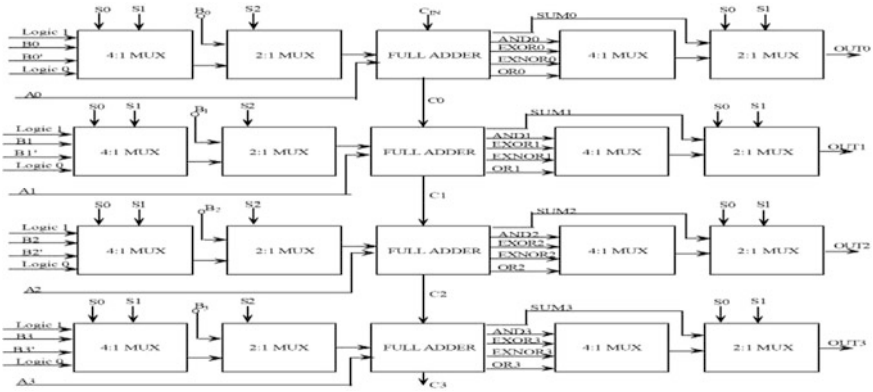 S0 S1 B0 S2 CIN SUM0 S0 S1
Logic 1
B0
B0'
Logic 0
4:1 MUX 2:1 MUX FULL ADDER AND0 EXOR0 EXNOR0 OR0 4:1 MUX 2:1 MUX OUT0
A0
C0
S0 S1 B1 S2 SUM1 S0 S1
Logic 1
B1
B1'
Logic 0
4:1 MUX 2:1 MUX FULL ADDER AND1 EXOR1 EXNOR1 OR1 4:1 MUX 2:1 MUX OUT1
A1
C1
S0 S1 B2 S2 SUM2 S0 S1
Logic 1
B2
B2'
Logic 0
4:1 MUX 2:1 MUX FULL ADDER AND2 EXOR2 EXNOR2 OR2 4:1 MUX 2:1 MUX OUT2
A2
C2
S0 S1 B3 S2 SUM3 S0 S1
Logic 1
B3
B3'
Logic 0
4:1 MUX 2:1 MUX FULL ADDER AND3 EXOR3 EXNOR3 OR3 4:1 MUX 2:1 MUX OUT3
A3
C3